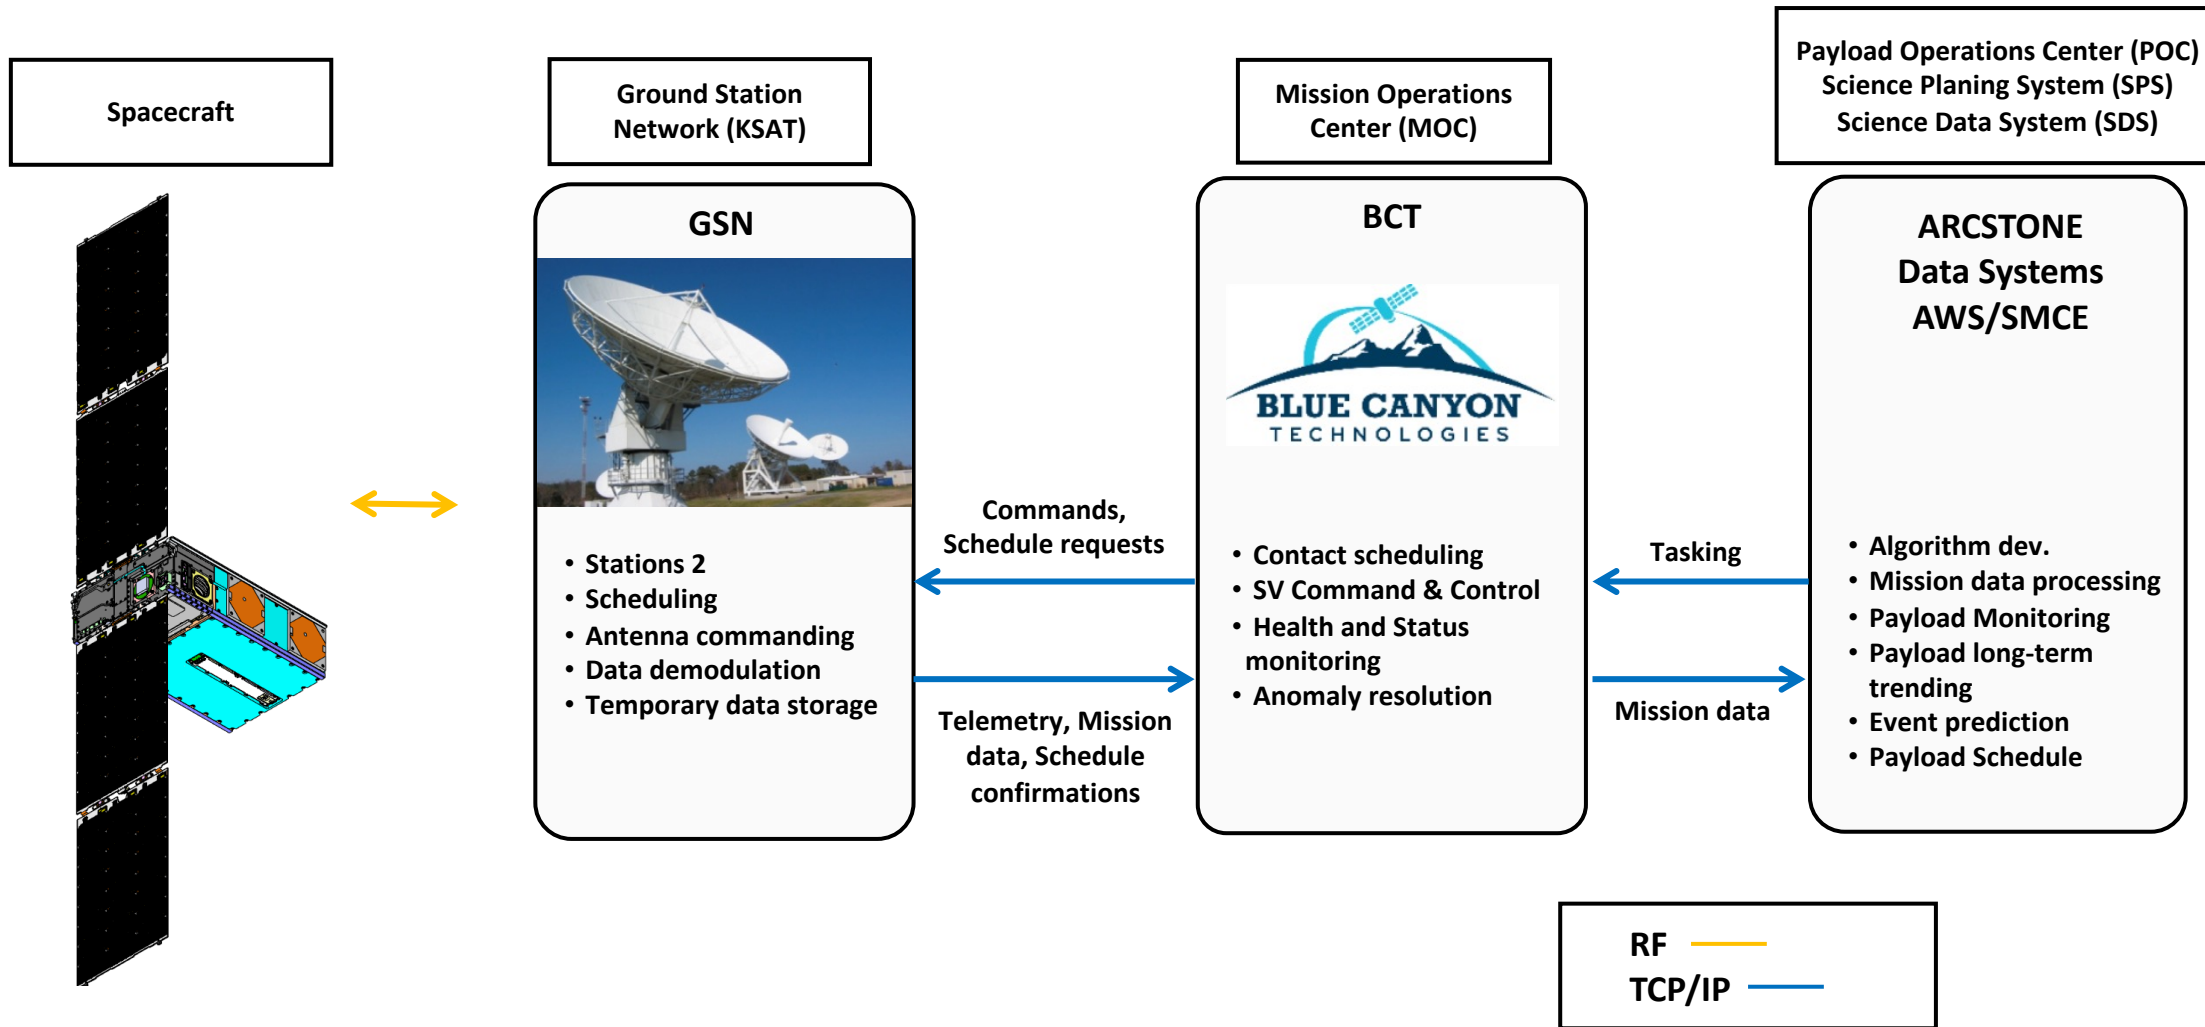 Spacecraft
Ground Station
Network (KSAT)
Mission Operations
Center (MOC)
Payload Operations Center (POC)
Science Planing System (SPS)
Science Data System (SDS)
GSN
• Stations 2
• Scheduling
• Antenna commanding
• Data demodulation
• Temporary data storage
Commands,
Schedule requests
Telemetry, Mission
data, Schedule
confirmations
BCT
BLUE CANYON
TECHNOLOGIES
• Contact scheduling
• SV Command & Control
• Health and Status
monitoring
• Anomaly resolution
Tasking
Mission data
ARCSTONE
Data Systems
AWS/SMCE
• Algorithm dev.
• Mission data processing
• Payload Monitoring
• Payload long-term
trending
• Event prediction
• Payload Schedule
RF
TCP/IP